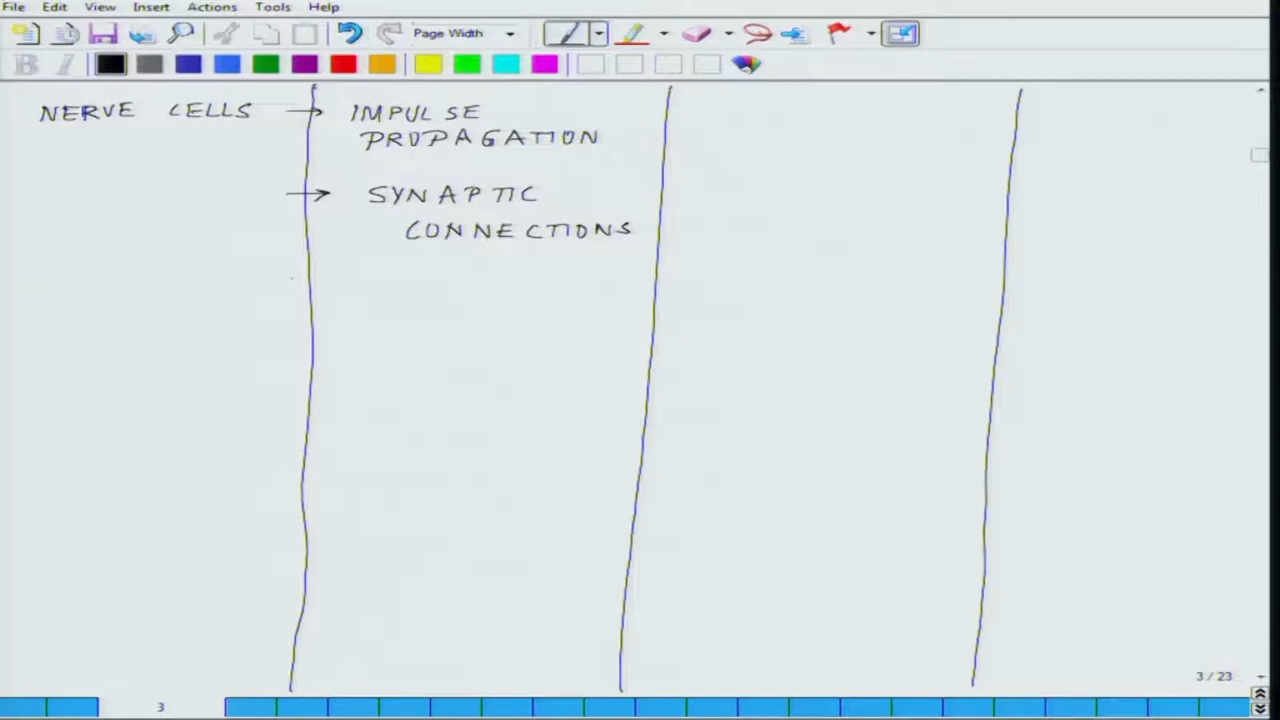 File Edit View Insert Actions Tools Help
Page Width
B I
NERVE CELLS → IMPULSE
PROPAGATION
→ SYNAPTIC
CONNECTIONS
3 / 23
3